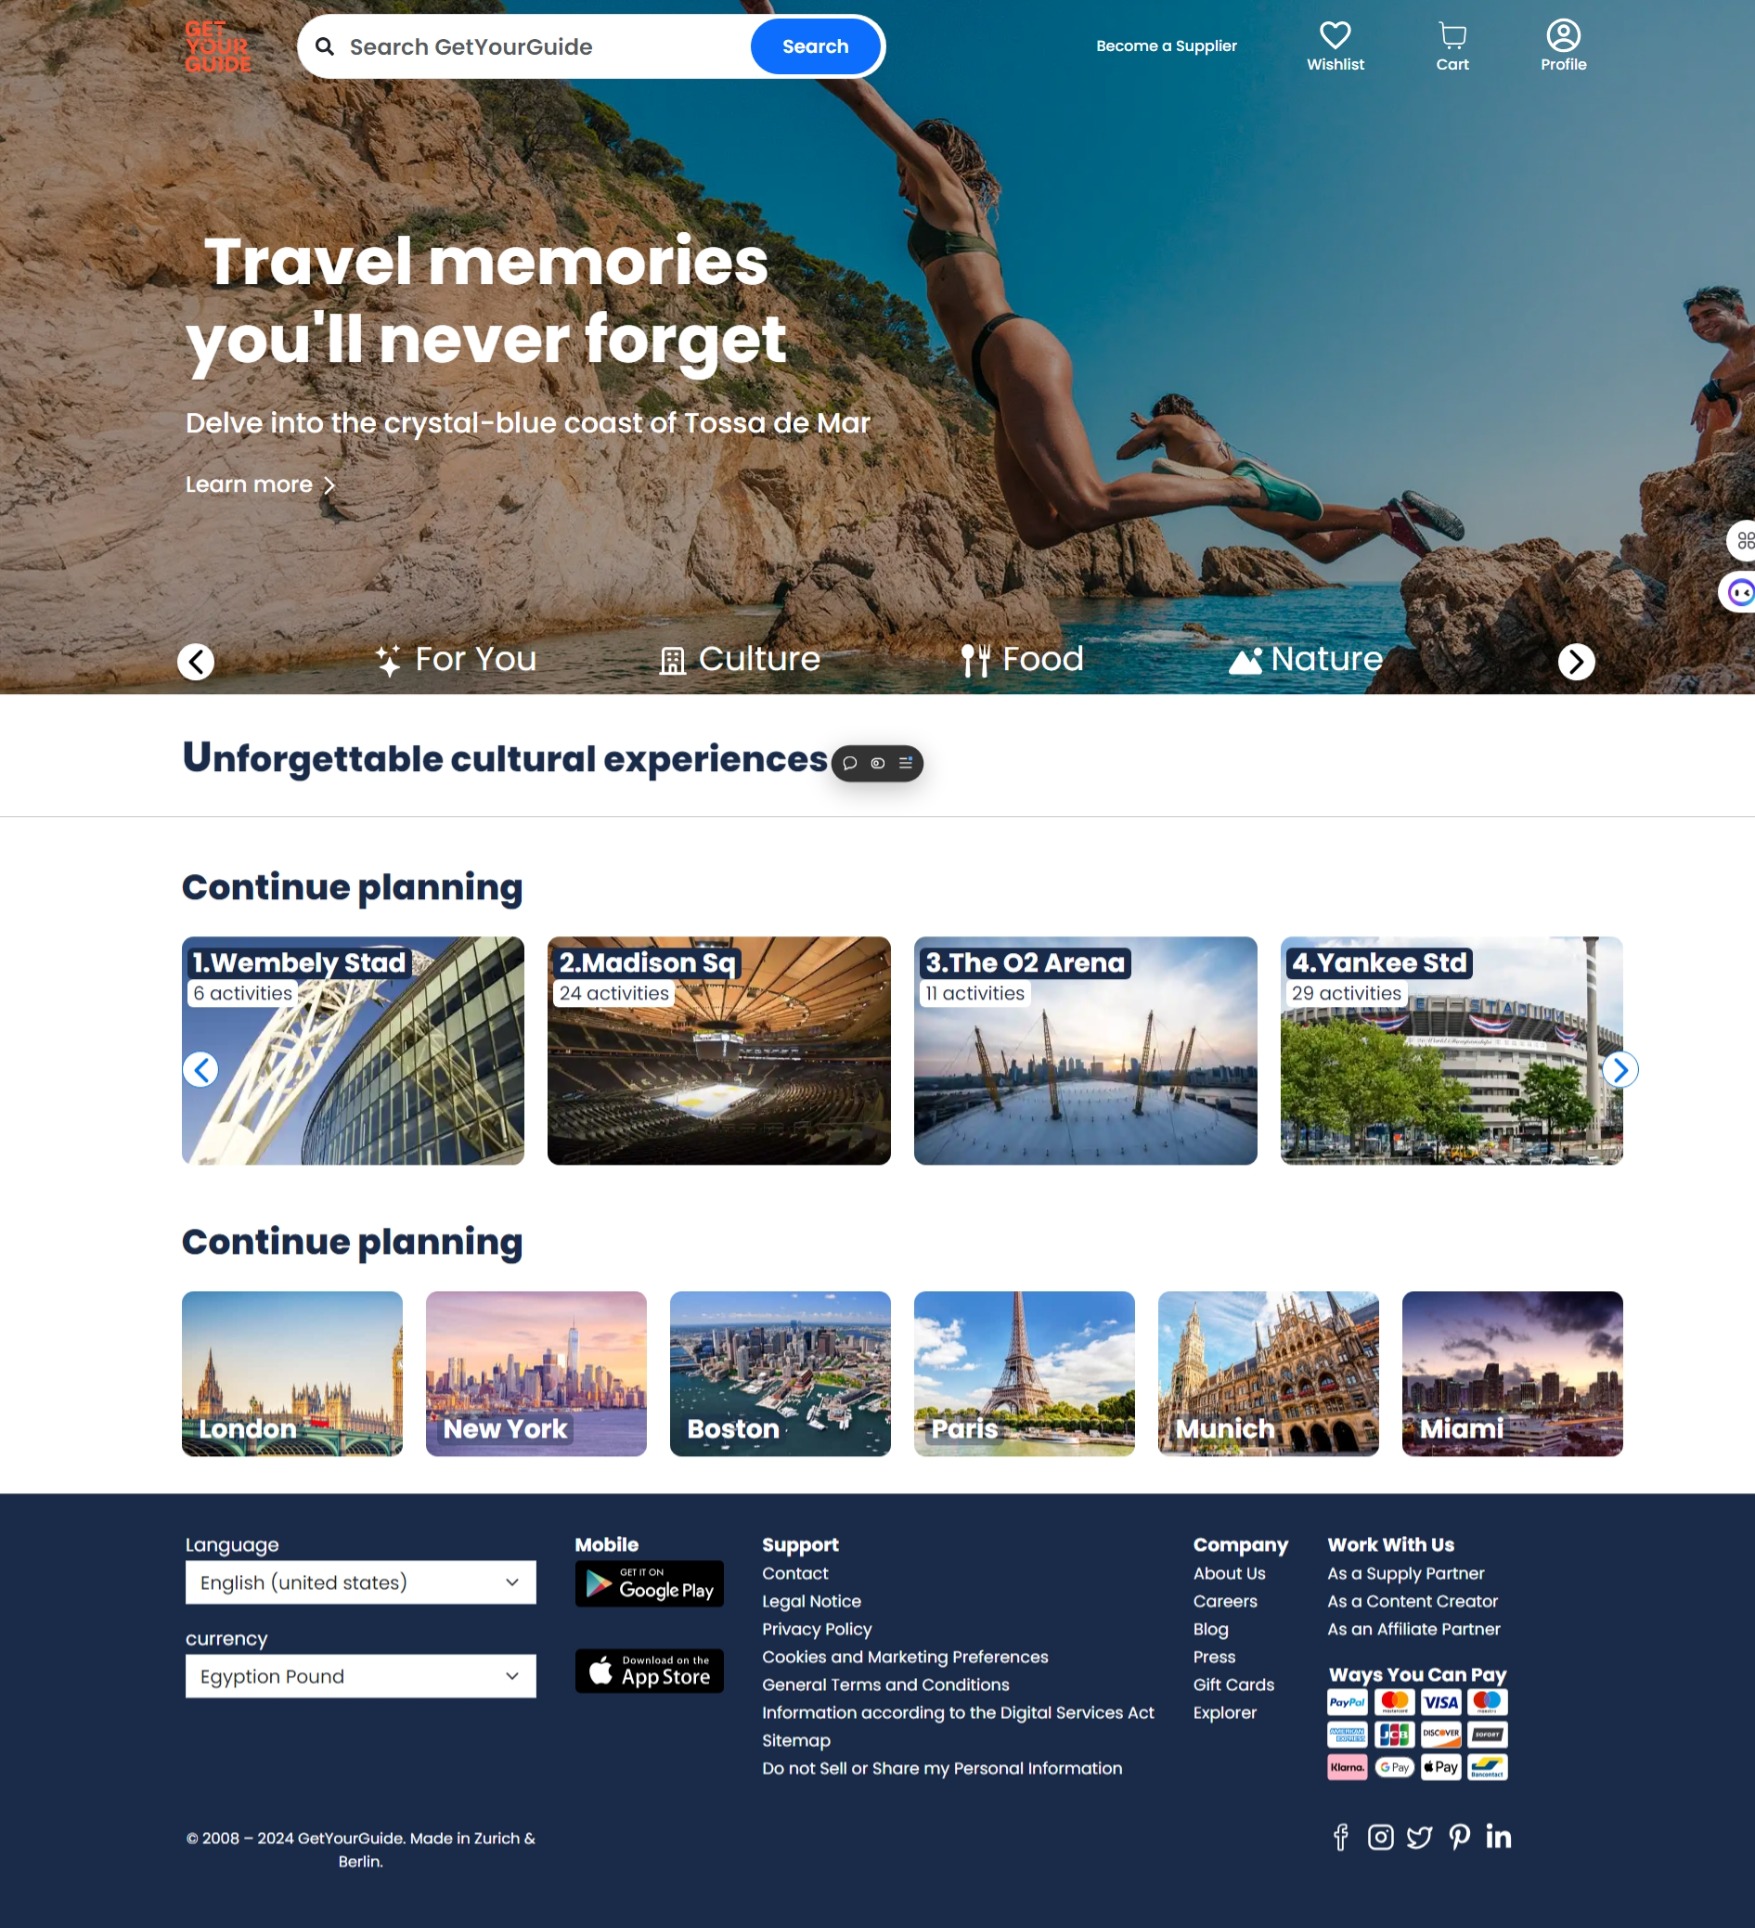 GET
YOUR
GUIDE
Search GetYourGuide
Search
Become a Supplier
Wishlist
Cart
Profile
Travel memories
you'll never forget
Delve into the crystal-blue coast of Tossa de Mar
Learn more
For You
Culture
Food
Nature
Unforgettable cultural experiences
Continue planning
1.Wembely Stad
6 activities
2.Madison Sq
24 activities
3.The O2 Arena
11 activities
4.Yankee Std
29 activities
Continue planning
London
New York
Boston
Paris
Munich
Miami
Language
English (united states)
currency
Egyption Pound
Mobile
GET IT ON
Google Play
Download on the
App Store
Support
Contact
Legal Notice
Privacy Policy
Cookies and Marketing Preferences
General Terms and Conditions
Information according to the Digital Services Act
Sitemap
Do not Sell or Share my Personal Information
Company
About Us
Careers
Blog
Press
Gift Cards
Explorer
Work With Us
As a Supply Partner
As a Content Creator
As an Affiliate Partner
Ways You Can Pay
PayPal
mastercard
VISA
maestro
AMERICAN
EXPRESS
JCB
DISCOVER
SOFORT
Klarna.
G Pay
Pay
Bancontact
© 2008 – 2024 GetYourGuide. Made in Zurich &
Berlin.